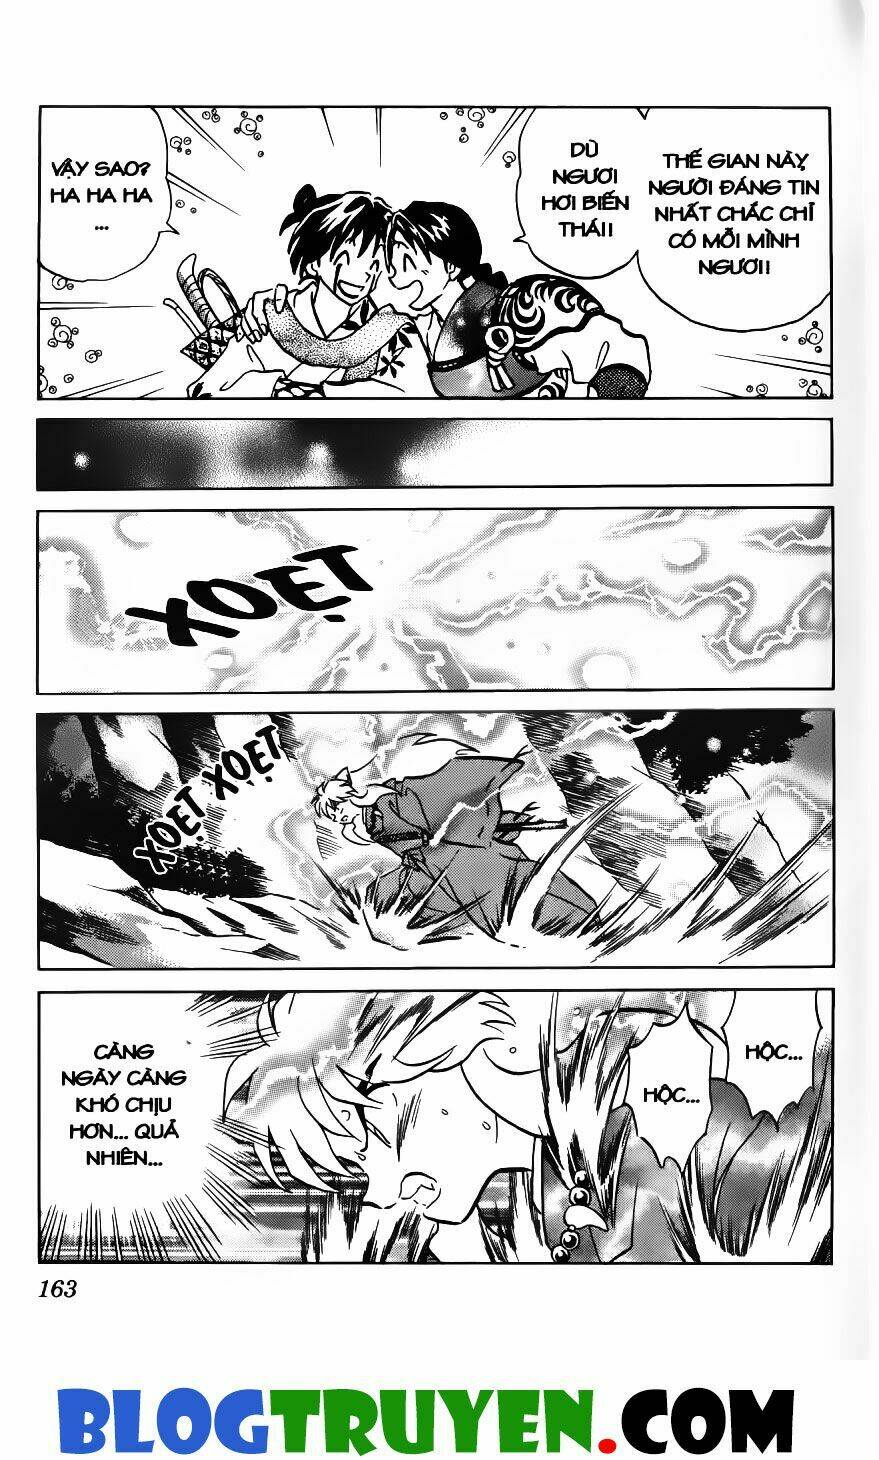 THẾ GIAN NÀY,
NGƯỜI ĐÁNG TIN
NHẤT CHẮC CHỈ
CÓ MỖI MÌNH
NGƯƠI!
DÙ
NGƯƠI
HƠI BIẾN
THÁI!
VẬY SAO?
HA HA HA
...
XOẸT
XOẸT XOẸT
HỘC...
HỘC...
CÀNG
NGÀY CÀNG
KHÓ CHỊU
HƠN... QUẢ
NHIÊN...
163
BLOGTRUYEN.COM